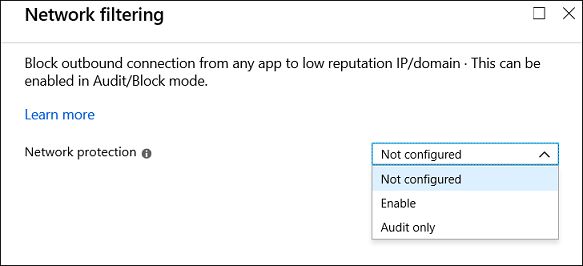 Network filtering
Block outbound connection from any app to low reputation IP/domain · This can be
enabled in Audit/Block mode.
Learn more
Network protection
Not configured
Not configured
Enable
Audit only